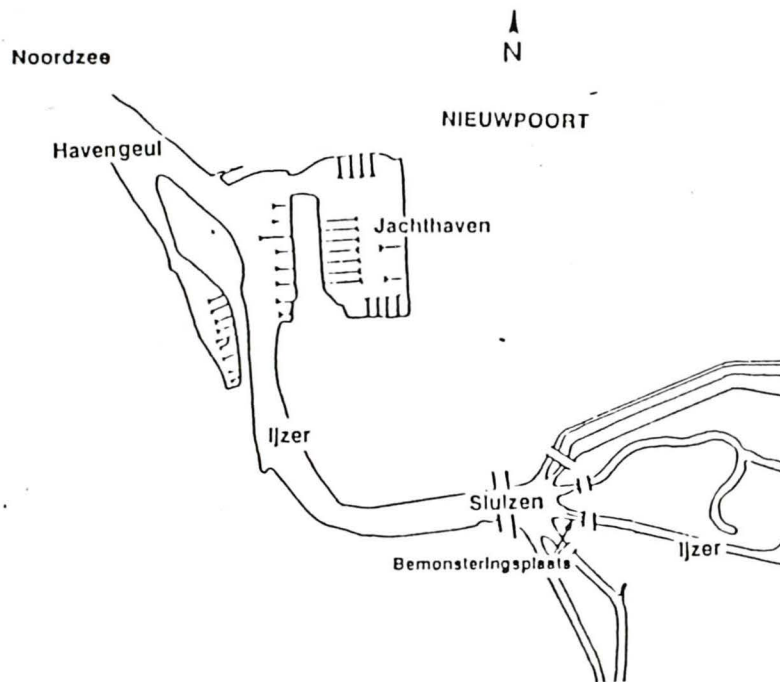 N
Noordzee
NIEUWPOORT
Havengeul
Jachthaven
Ijzer
Sluizen
Ijzer
Bemonsteringsplaats